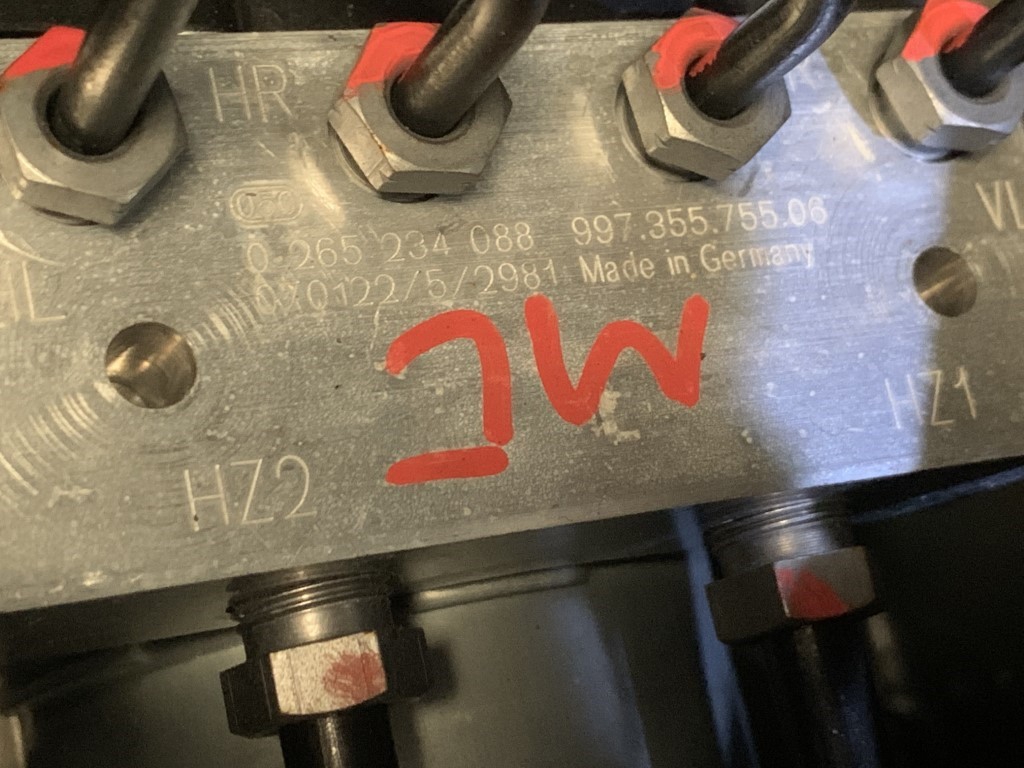 HR
0 265 234 088 997.355.755.06
070122/5/2981 Made in Germany
VL
HL
HZ1
HZ2